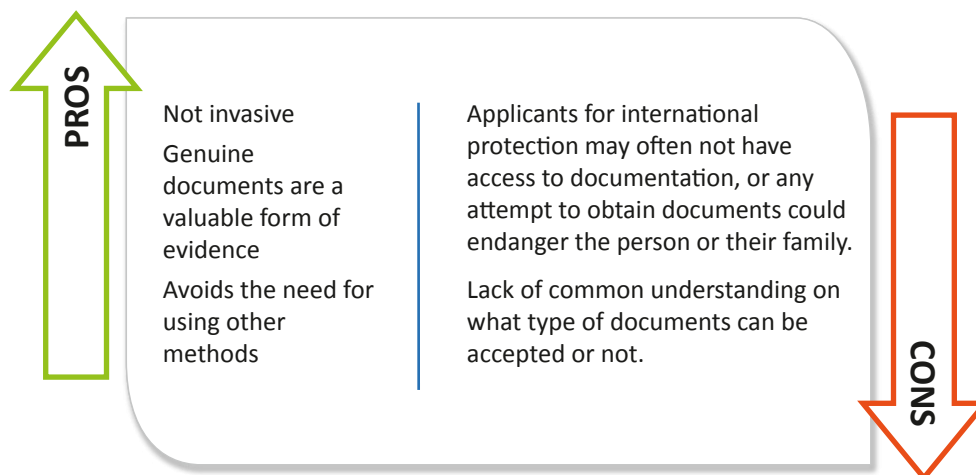 PROS
Not invasive
Genuine
documents are a
valuable form of
evidence
Avoids the need for
using other
methods
Applicants for international
protection may often not have
access to documentation, or any
attempt to obtain documents could
endanger the person or their family.
Lack of common understanding on
what type of documents can be
accepted or not.
CONS